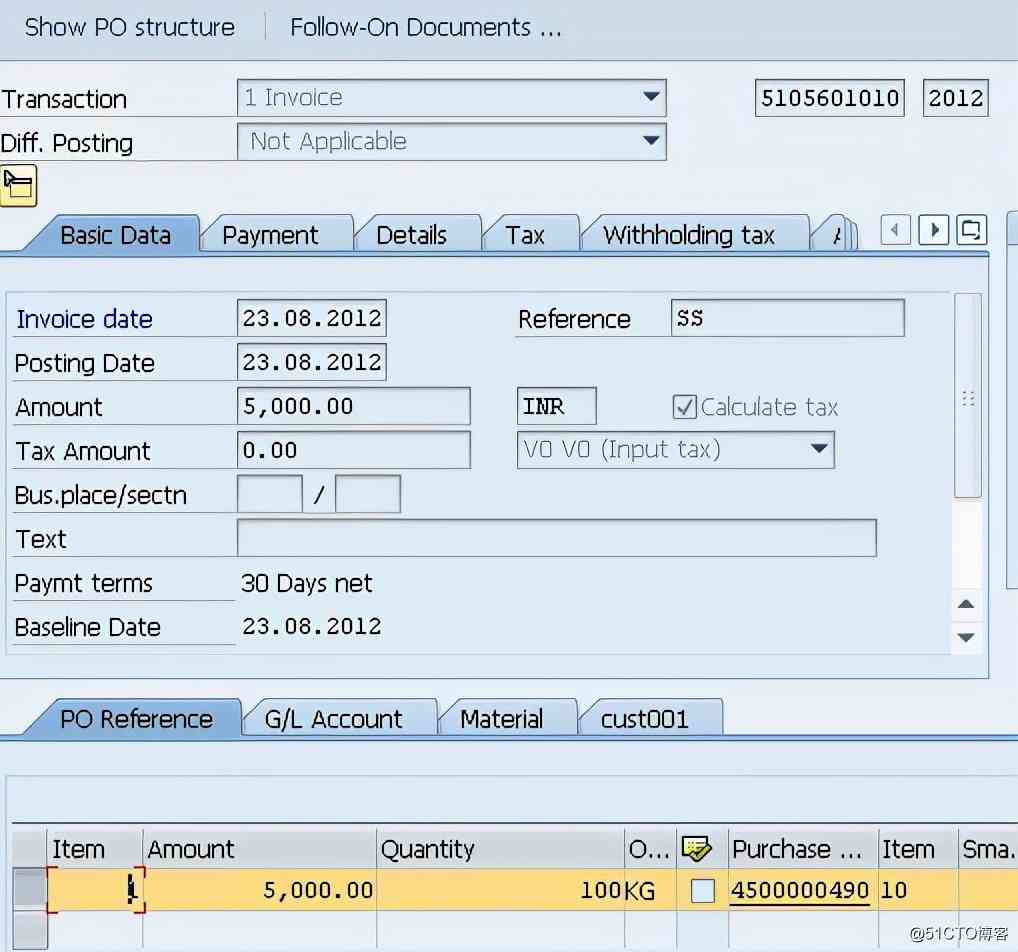 Show PO structure Follow-On Documents ...
Transaction 1 Invoice 5105601010 2012
Diff. Posting Not Applicable
Basic Data Payment Details Tax Withholding tax
Invoice date 23.08.2012 Reference SS
Posting Date 23.08.2012
Amount 5,000.00 INR Calculate tax
Tax Amount 0.00 V0 V0 (Input tax)
Bus.place/sectn /
Text
Paymt terms 30 Days net
Baseline Date 23.08.2012
PO Reference G/L Account Material cust001
Item Amount Quantity O... Purchase ... Item Sma.
1 5,000.00 100 KG 4500000490 10
@51CTO博客